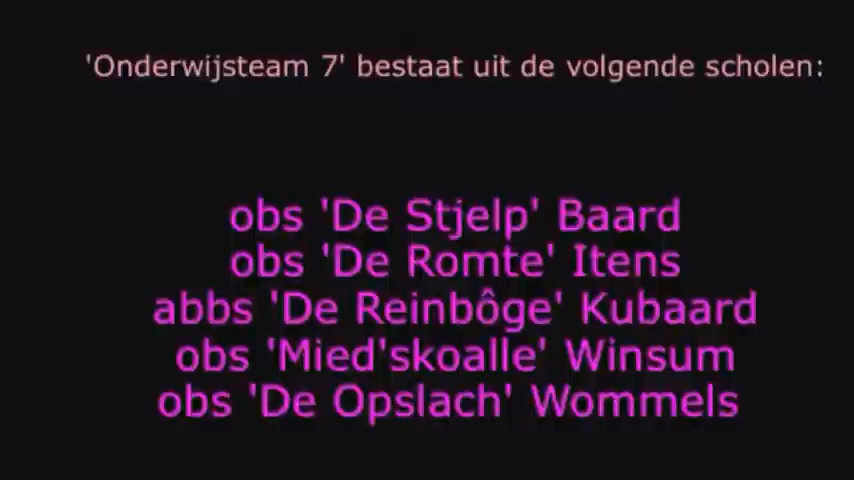 'Onderwijsteam 7' bestaat uit de volgende scholen:
obs 'De Stjelp' Baard
obs 'De Romte' Itens
abbs 'De Reinbôge' Kubaard
obs 'Mied'skoalle' Winsum
obs 'De Opslach' Wommels